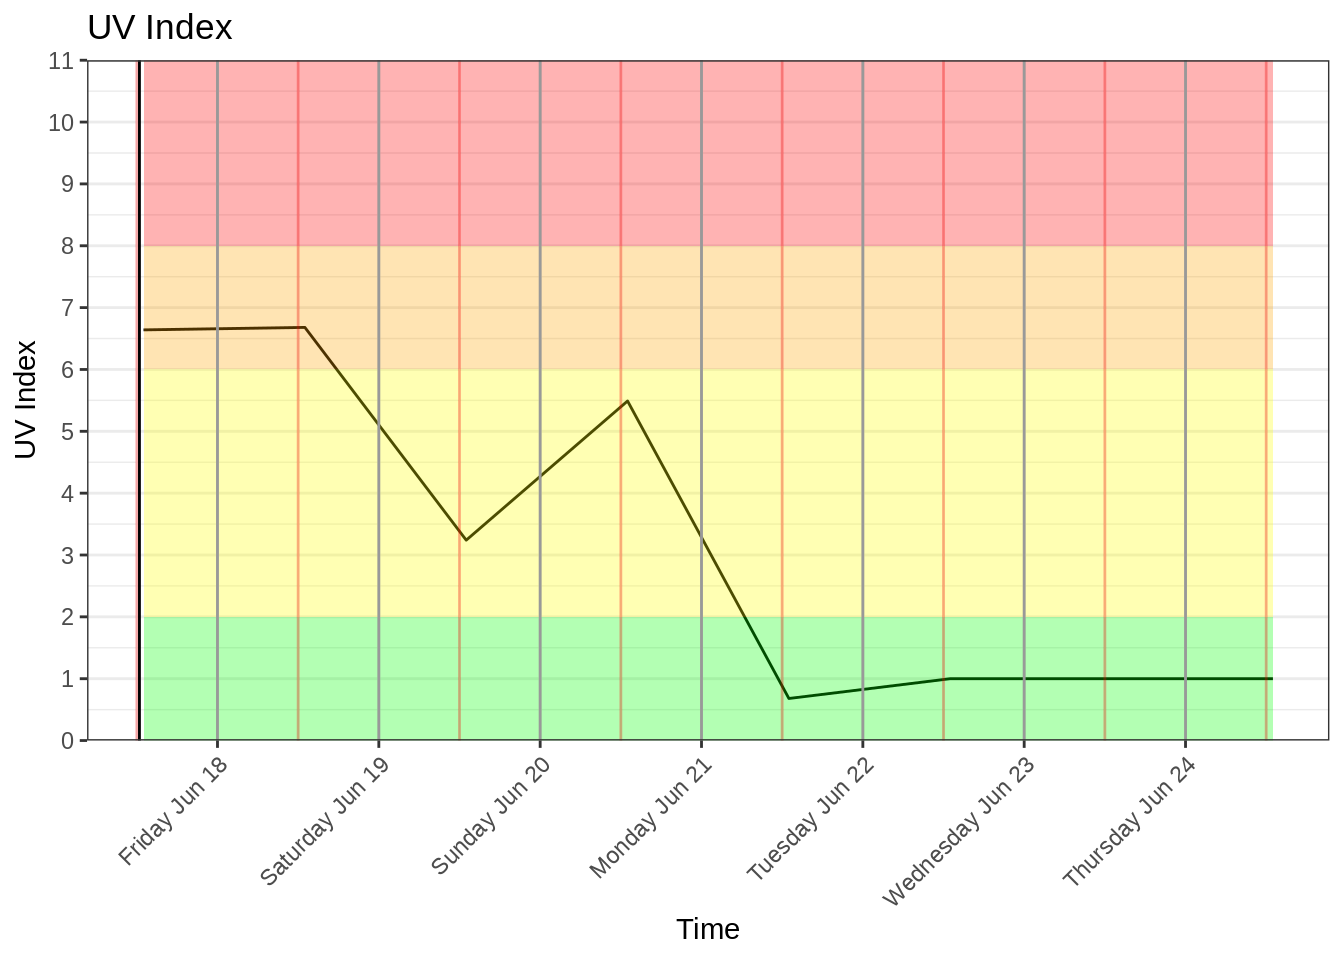 UV Index
11
10
9
8
7
6
5
4
3
2
1
0
UV Index
Friday Jun 18
Saturday Jun 19
Sunday Jun 20
Monday Jun 21
Tuesday Jun 22
Wednesday Jun 23
Thursday Jun 24
Time